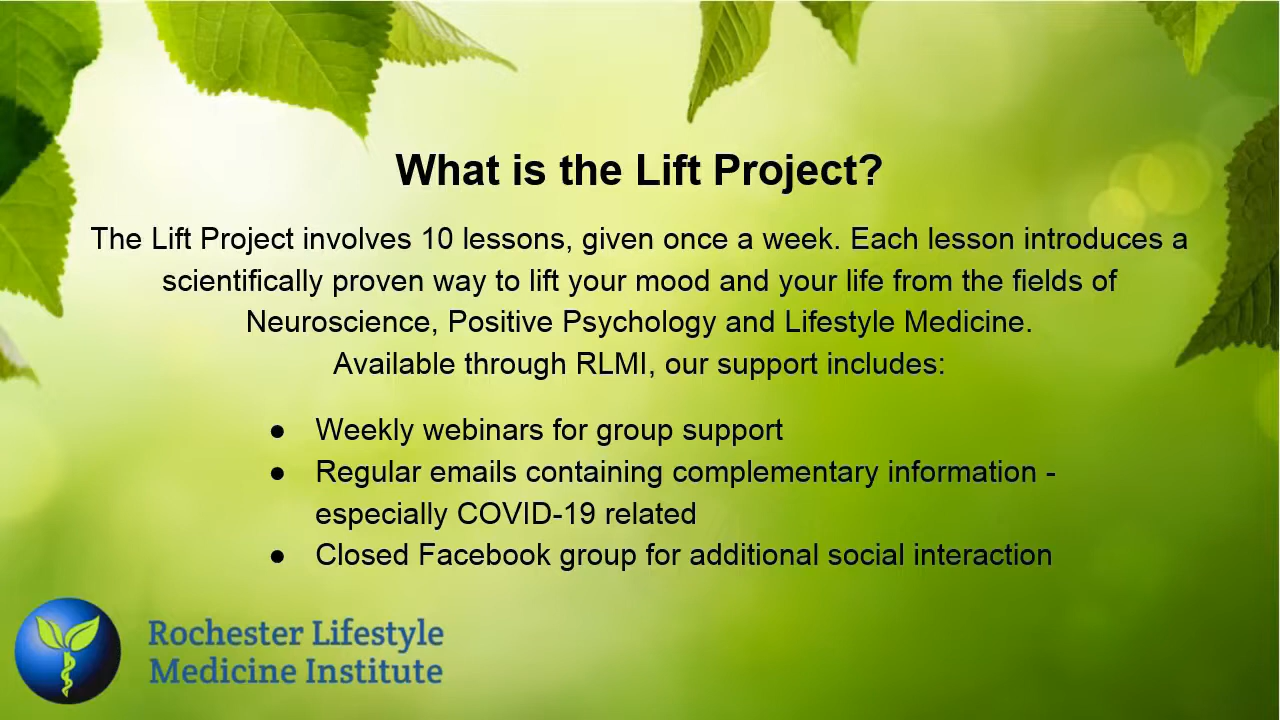 What is the Lift Project?
The Lift Project involves 10 lessons, given once a week. Each lesson introduces a
scientifically proven way to lift your mood and your life from the fields of
Neuroscience, Positive Psychology and Lifestyle Medicine.
Available through RLMI, our support includes:
● Weekly webinars for group support
● Regular emails containing complementary information -
especially COVID-19 related
● Closed Facebook group for additional social interaction
Rochester Lifestyle
Medicine Institute